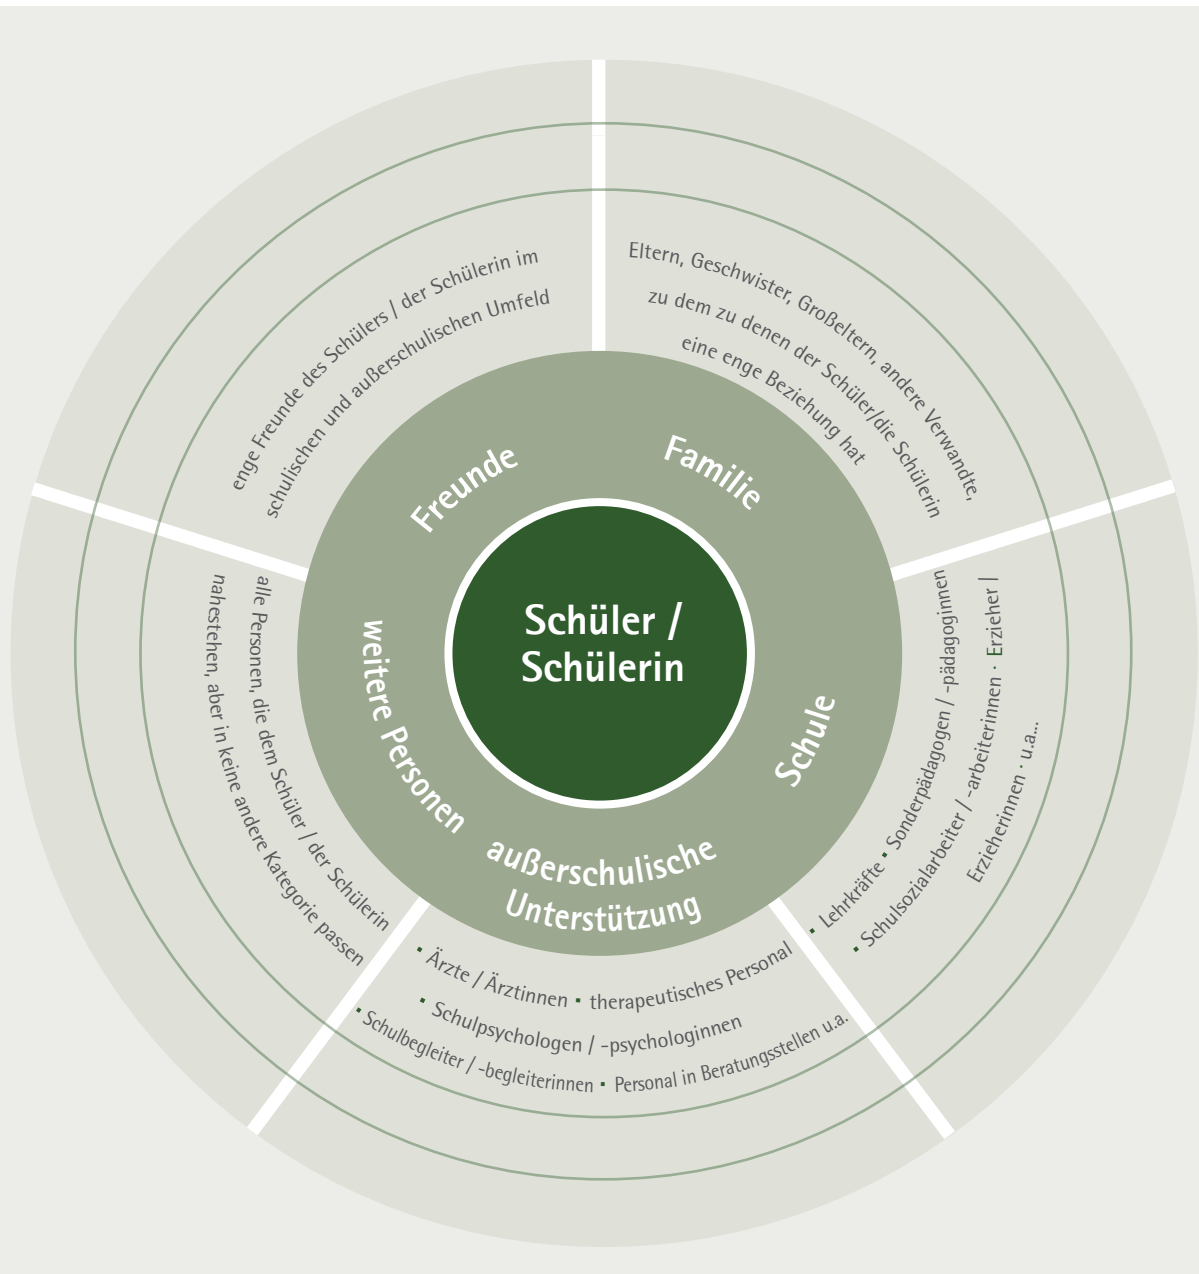 Schüler /
Schülerin
Familie
Eltern, Geschwister, Großeltern, andere Verwandte,
zu dem zu denen der Schüler/die Schülerin
eine enge Beziehung hat
Schule
▪ Lehrkräfte ▪ Sonderpädagogen / -pädagoginnen
▪ Schulsozialarbeiter / -arbeiterinnen · Erzieher |
Erzieherinnen · u.a...
außerschulische
Unterstützung
▪ Ärzte / Ärztinnen ▪ therapeutisches Personal
▪ Schulpsychologen / -psychologinnen
▪ Schulbegleiter / -begleiterinnen ▪ Personal in Beratungsstellen u.a.
weitere Personen
alle Personen, die dem Schüler / der Schülerin
nahestehen, aber in keine andere Kategorie passen
Freunde
enge Freunde des Schülers / der Schülerin im
schulischen und außerschulischen Umfeld